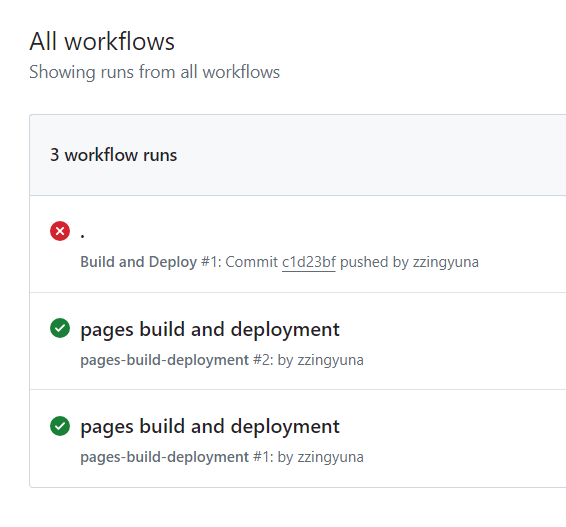 All workflows
Showing runs from all workflows
3 workflow runs
.
Build and Deploy #1: Commit c1d23bf pushed by zzingyuna
pages build and deployment
pages-build-deployment #2: by zzingyuna
pages build and deployment
pages-build-deployment #1: by zzingyuna